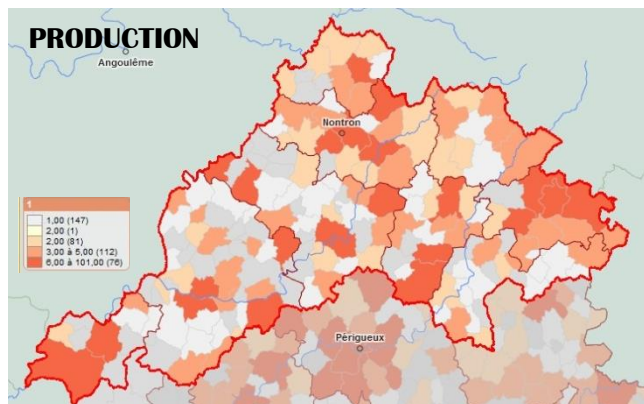 PRODUCTION
Angoulême
Nontron
1
1,00 (147)
2,00 (1)
2,00 (81)
3,00 à 5,00 (112)
6,00 à 101,00 (76)
Périgueux